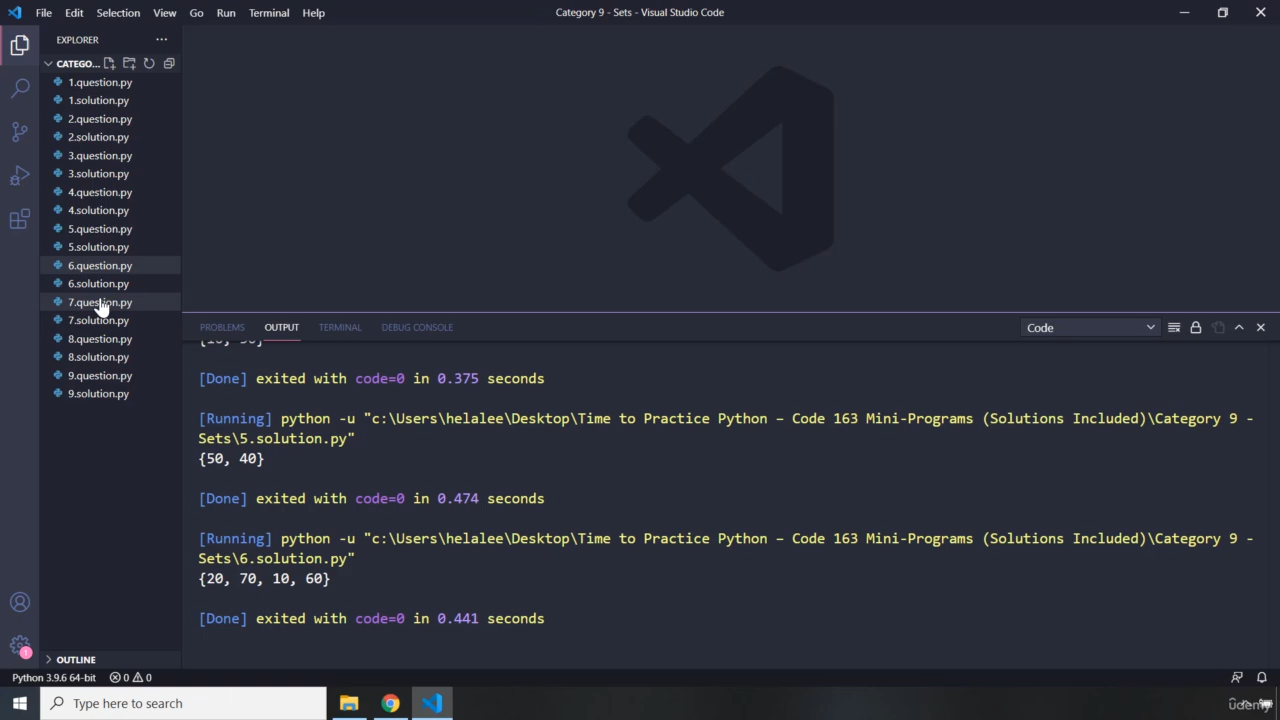 File Edit Selection View Go Run Terminal Help
Category 9 - Sets - Visual Studio Code
EXPLORER
CATEGO...
1.question.py
1.solution.py
2.question.py
2.solution.py
3.question.py
3.solution.py
4.question.py
4.solution.py
5.question.py
5.solution.py
6.question.py
6.solution.py
7.question.py
7.solution.py
8.question.py
8.solution.py
9.question.py
9.solution.py
OUTLINE
PROBLEMS OUTPUT TERMINAL DEBUG CONSOLE
Code
[Done] exited with code=0 in 0.375 seconds
[Running] python -u "c:\Users\helalee\Desktop\Time to Practice Python – Code 163 Mini-Programs (Solutions Included)\Category 9 -
Sets\5.solution.py"
{50, 40}
[Done] exited with code=0 in 0.474 seconds
[Running] python -u "c:\Users\helalee\Desktop\Time to Practice Python – Code 163 Mini-Programs (Solutions Included)\Category 9 -
Sets\6.solution.py"
{20, 70, 10, 60}
[Done] exited with code=0 in 0.441 seconds
1
Python 3.9.6 64-bit 0 0
Type here to search
udemy